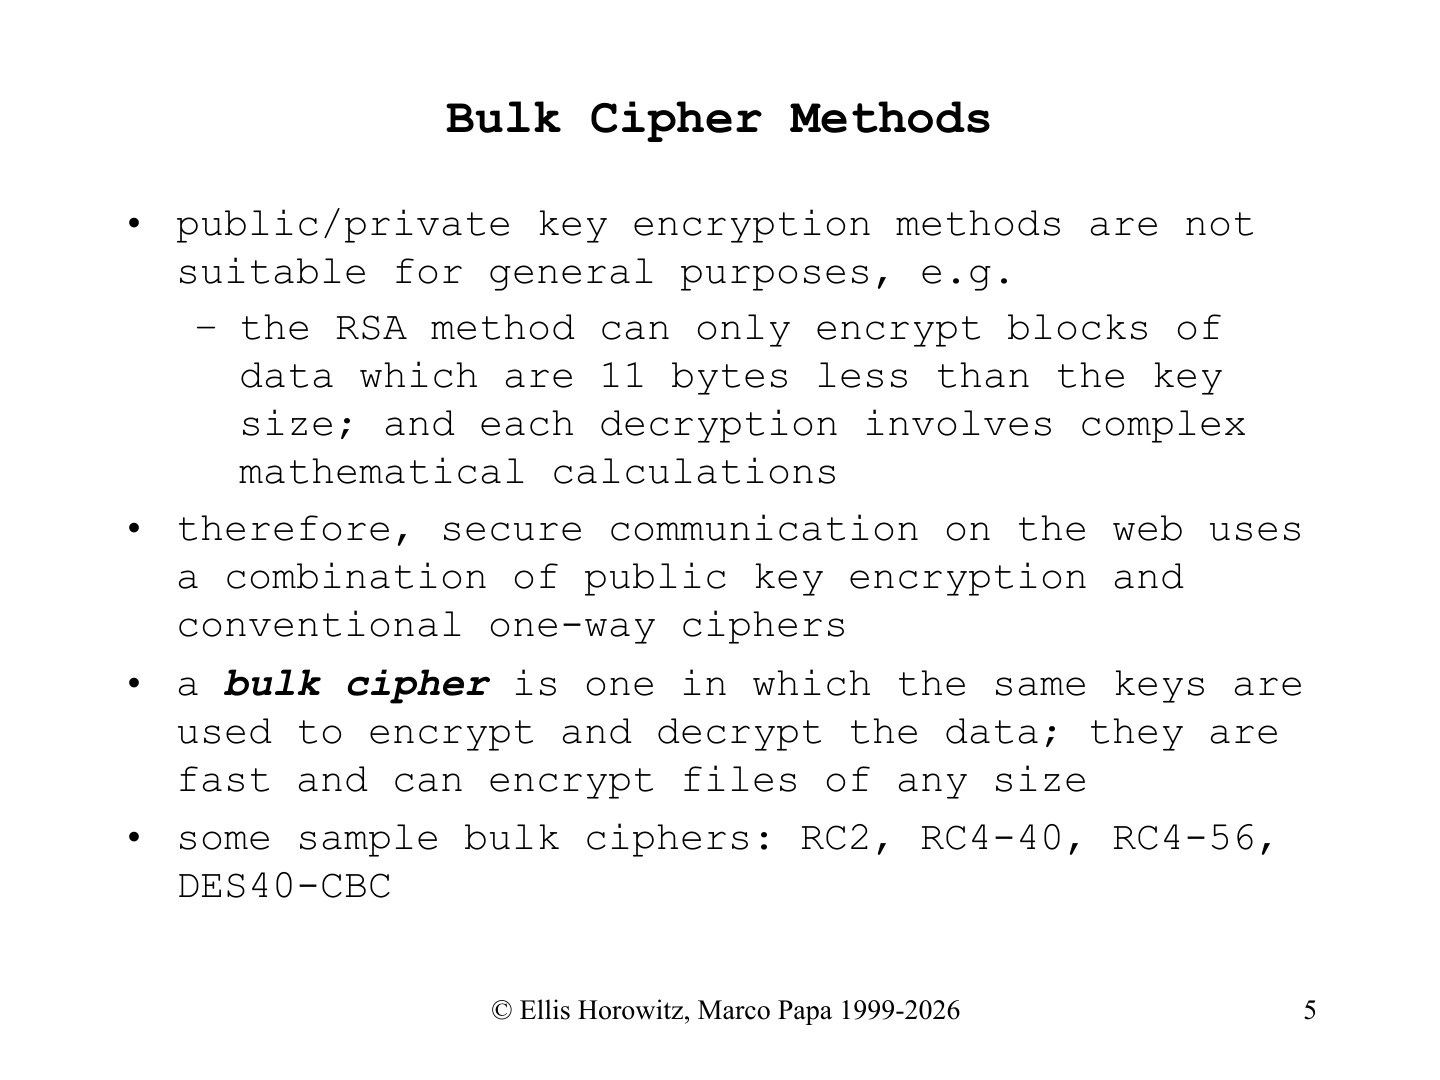 Bulk Cipher Methods
• public/private key encryption methods are not
suitable for general purposes, e.g.
– the RSA method can only encrypt blocks of
data which are 11 bytes less than the key
size; and each decryption involves complex
mathematical calculations
• therefore, secure communication on the web uses
a combination of public key encryption and
conventional one-way ciphers
• a bulk cipher is one in which the same keys are
used to encrypt and decrypt the data; they are
fast and can encrypt files of any size
• some sample bulk ciphers: RC2, RC4-40, RC4-56,
DES40-CBC
© Ellis Horowitz, Marco Papa 1999-2026
5